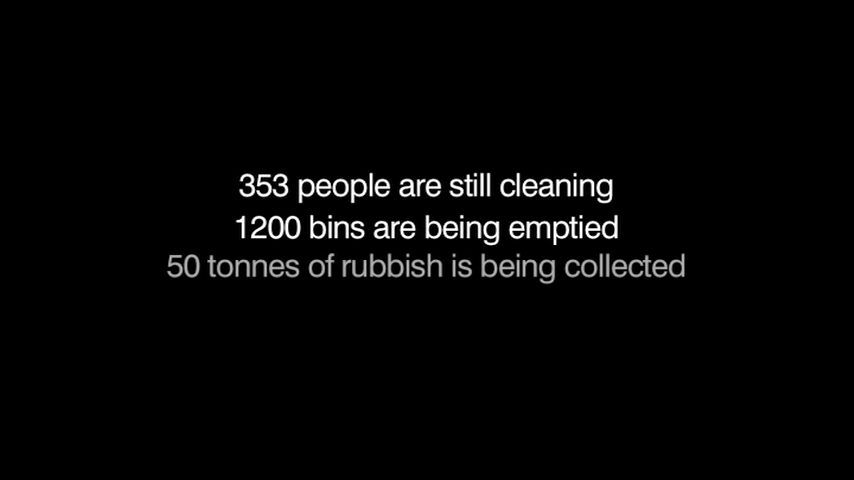 353 people are still cleaning
1200 bins are being emptied
50 tonnes of rubbish is being collected